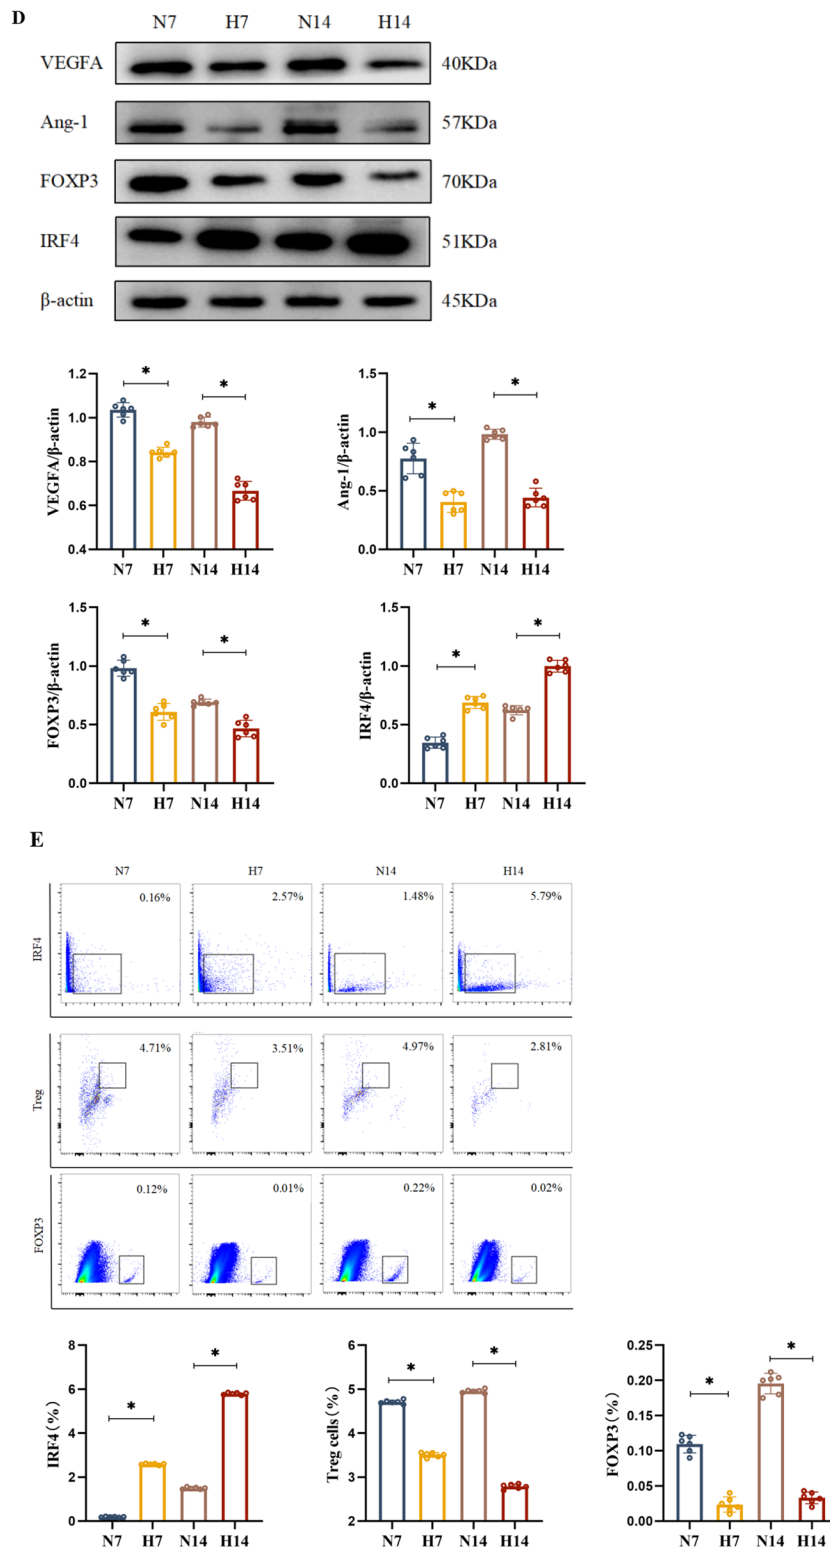 D
N7 H7 N14 H14
VEGFA 40KDa
Ang-1 57KDa
FOXP3 70KDa
IRF4 51KDa
β-actin 45KDa
VEGFA/β-actin
1.2
1.0
0.8
0.6
0.4
* *
N7 H7 N14 H14
Ang-1/β-actin
1.5
1.0
0.5
0.0
* *
N7 H7 N14 H14
FOXP3/β-actin
1.5
1.0
0.5
0.0
* *
N7 H7 N14 H14
IRF4/β-actin
1.5
1.0
0.5
0.0
* *
N7 H7 N14 H14
E
N7 H7 N14 H14
IRF4
0.16% 2.57% 1.48% 5.79%
Treg
4.71% 3.51% 4.97% 2.81%
FOXP3
0.12% 0.01% 0.22% 0.02%
IRF4(%)
8
6
4
2
0
* *
N7 H7 N14 H14
Treg cells(%)
6
5
4
3
2
* *
N7 H7 N14 H14
FOXP3(%)
0.25
0.20
0.15
0.10
0.05
0.00
* *
N7 H7 N14 H14